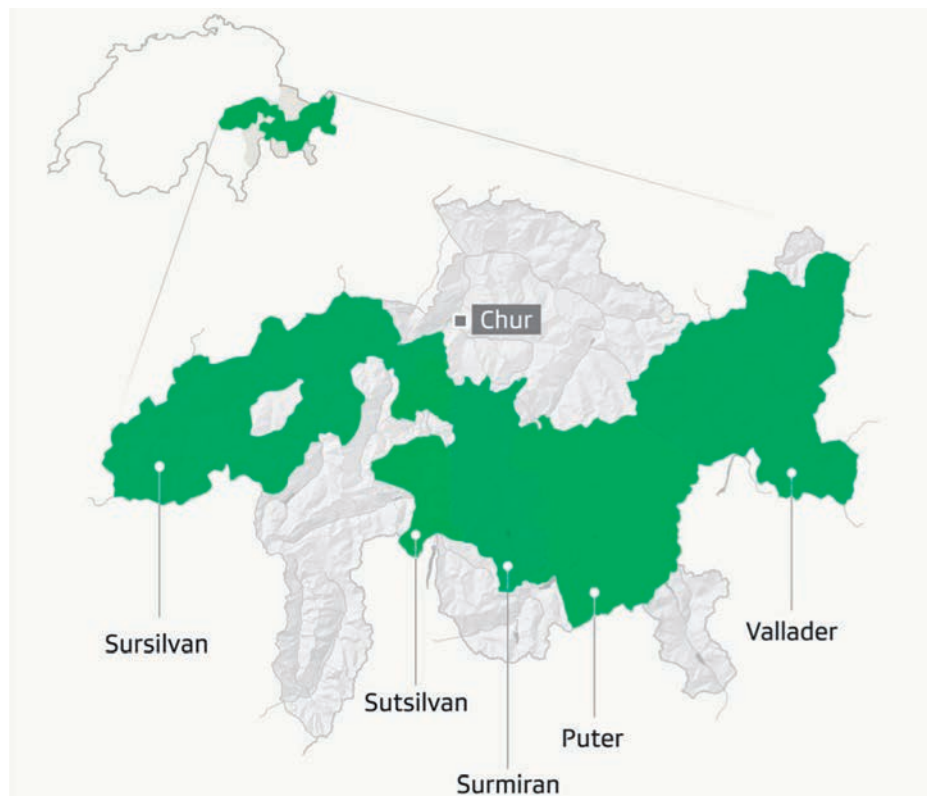 Chur
Sursilvan
Sutsilvan
Surmiran
Puter
Vallader